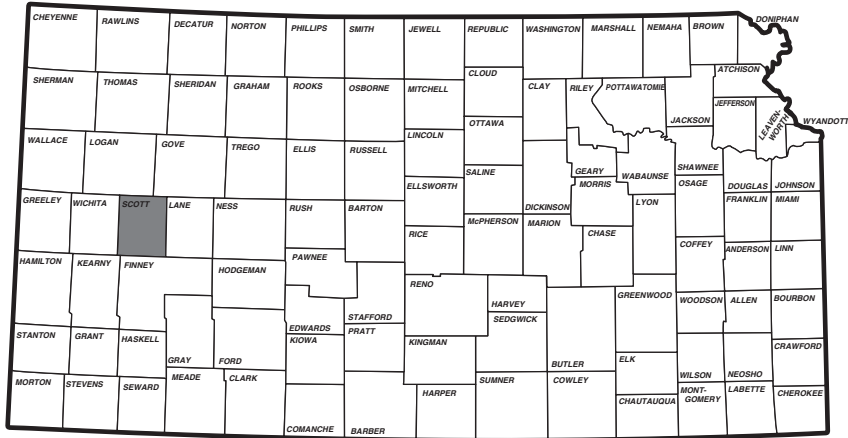 CHEYENNE
RAWLINS
DECATUR
NORTON
PHILLIPS
SMITH
JEWELL
REPUBLIC
WASHINGTON
MARSHALL
NEMAHA
BROWN
DONIPHAN
SHERMAN
THOMAS
SHERIDAN
GRAHAM
ROOKS
OSBORNE
MITCHELL
CLOUD
CLAY
RILEY
POTTAWATOMIE
JACKSON
ATCHISON
JEFFERSON
LEAVEN-
WORTH
WYANDOTT
WALLACE
LOGAN
GOVE
TREGO
ELLIS
RUSSELL
LINCOLN
OTTAWA
SALINE
DICKINSON
GEARY
MORRIS
WABAUNSE
SHAWNEE
OSAGE
DOUGLAS
JOHNSON
GREELEY
WICHITA
SCOTT
LANE
NESS
RUSH
BARTON
ELLSWORTH
RICE
McPHERSON
MARION
CHASE
LYON
COFFEY
FRANKLIN
MIAMI
ANDERSON
LINN
HAMILTON
KEARNY
FINNEY
HODGEMAN
PAWNEE
STAFFORD
RENO
HARVEY
SEDGWICK
BUTLER
GREENWOOD
WOODSON
ALLEN
BOURBON
STANTON
GRANT
HASKELL
GRAY
FORD
EDWARDS
KIOWA
PRATT
KINGMAN
ELK
WILSON
NEOSHO
CRAWFORD
MORTON
STEVENS
SEWARD
MEADE
CLARK
COMANCHE
BARBER
HARPER
SUMNER
COWLEY
CHAUTAUQUA
MONT-
GOMERY
LABETTE
CHEROKEE